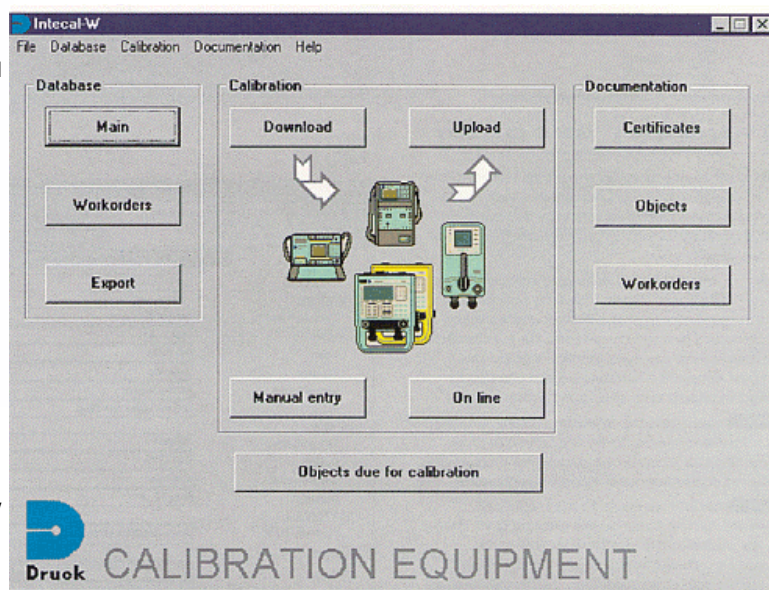 Intecal-W
File Database Calibration Documentation Help
Database
Main
Workorders
Export
Calibration
Download
Upload
Manual entry
On line
Documentation
Certificates
Objects
Workorders
Objects due for calibration
Druck
CALIBRATION EQUIPMENT